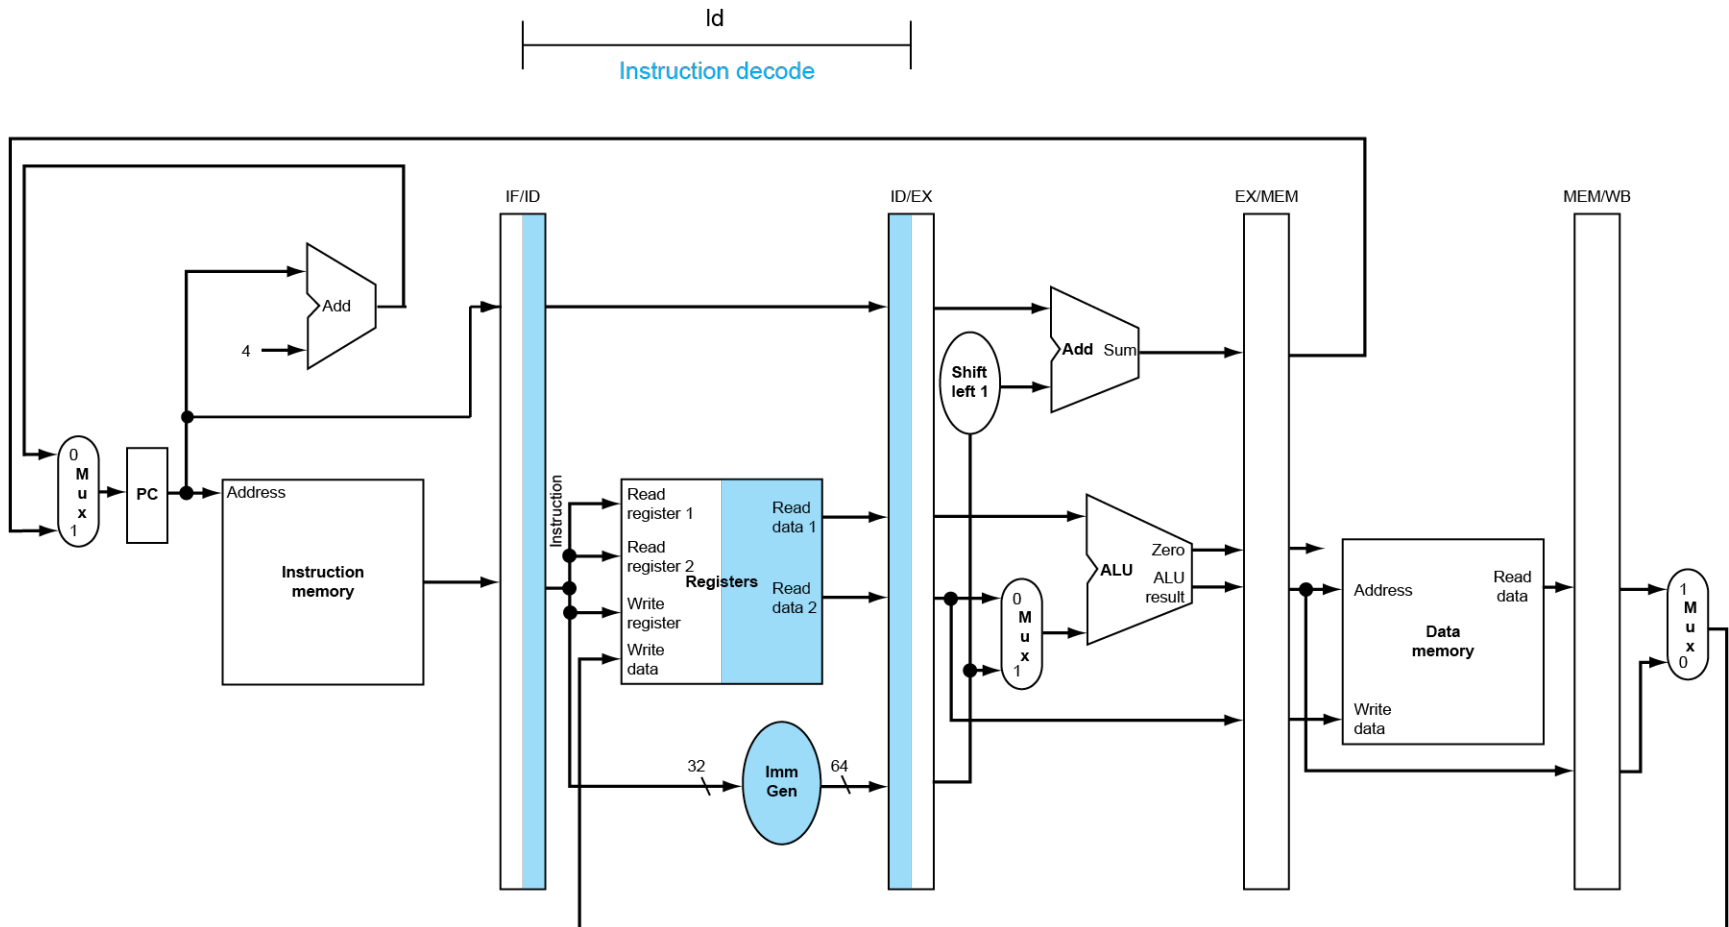 ld
Instruction decode
IF/ID
ID/EX
EX/MEM
MEM/WB
Add
4
Add Sum
Shift
left 1
0
M
u
x
1
PC
Address
Instruction
memory
Instruction
Read
register 1
Read
register 2
Registers
Write
register
Write
data
Read
data 1
Read
data 2
32
Imm
Gen
64
0
M
u
x
1
Zero
ALU
ALU
result
Address
Read
data
Data
memory
Write
data
1
M
u
x
0